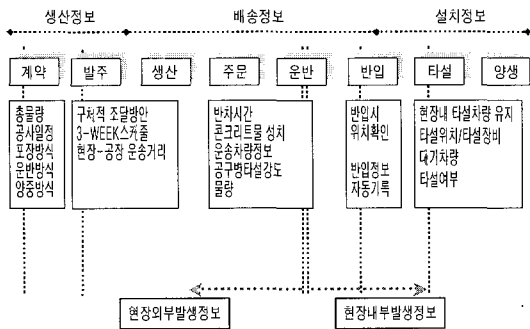 생산정보 배송정보 설치정보
계약 발주 생산 주문 운반 반입 타설 양생
총물량
공사일정
포장방식
운반방식
양중방식
구체적 조달방안
3-WEEK스케줄
현장-공장 운송거리
반차시간
콘크리트물 성치
운송차량정보
공구병타설강도
물량
반입시
위치확인
반입정보
자동기록
현장내 타설차량 유지
타설위치/타설장비
대기차량
타설여부
현장외부발생정보 현장내부발생정보